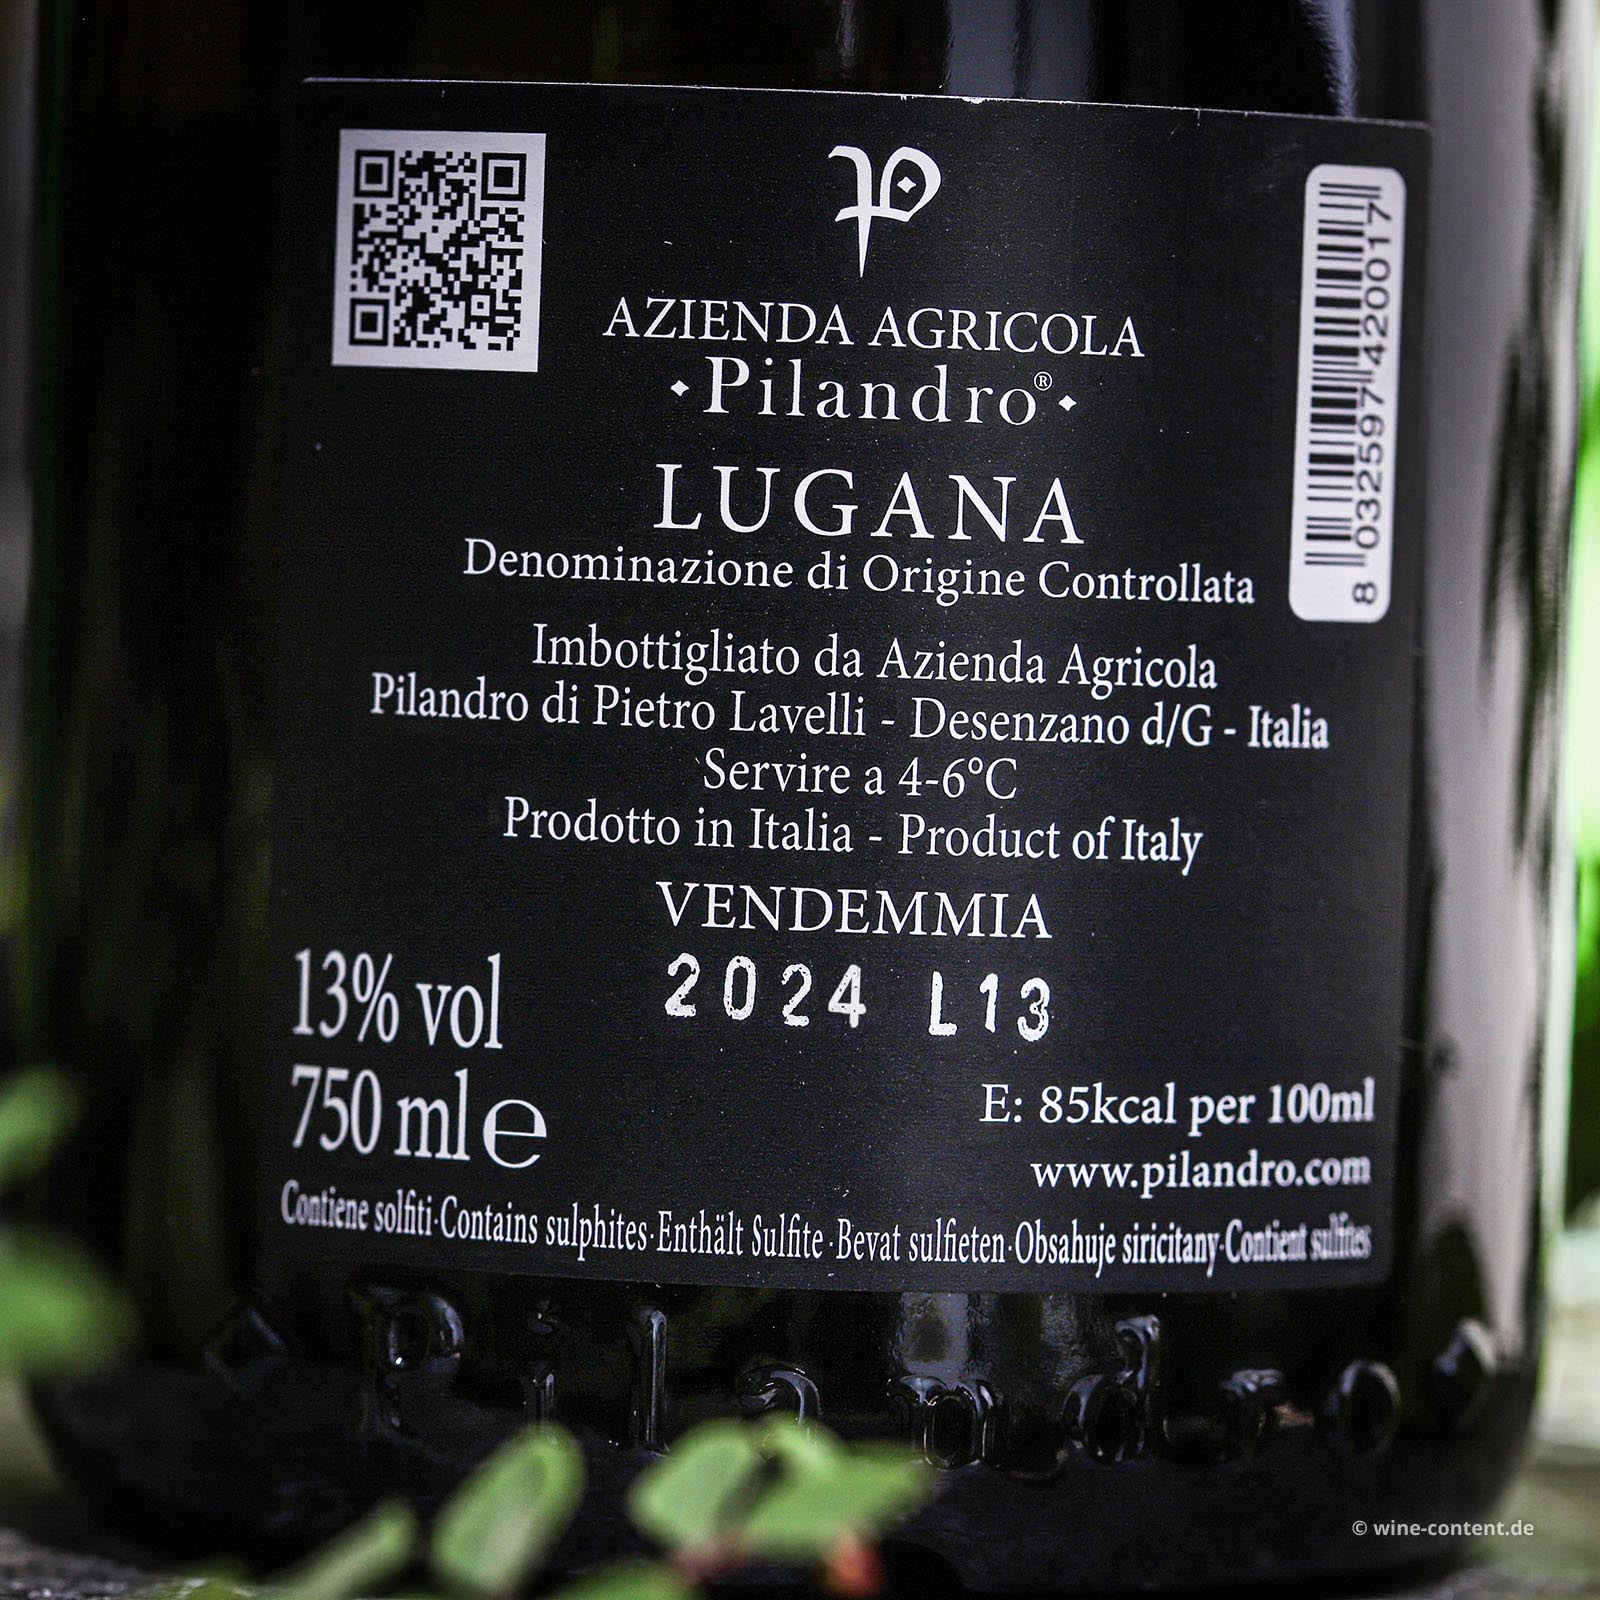 AZIENDA AGRICOLA
·Pilandro®·
LUGANA
Denominazione di Origine Controllata
Imbottigliato da Azienda Agricola
Pilandro di Pietro Lavelli - Desenzano d/G - Italia
Servire a 4-6°C
Prodotto in Italia - Product of Italy
VENDEMMIA
2024 L13
13% vol
750 ml e
E: 85kcal per 100ml
www.pilandro.com
Contiene solfiti·Contains sulphites·Enthält Sulfite·Bevat sulfieten·Obsahuje siricitany·Contient sulfites
8 032597 420017
Pilandro
© wine-content.de